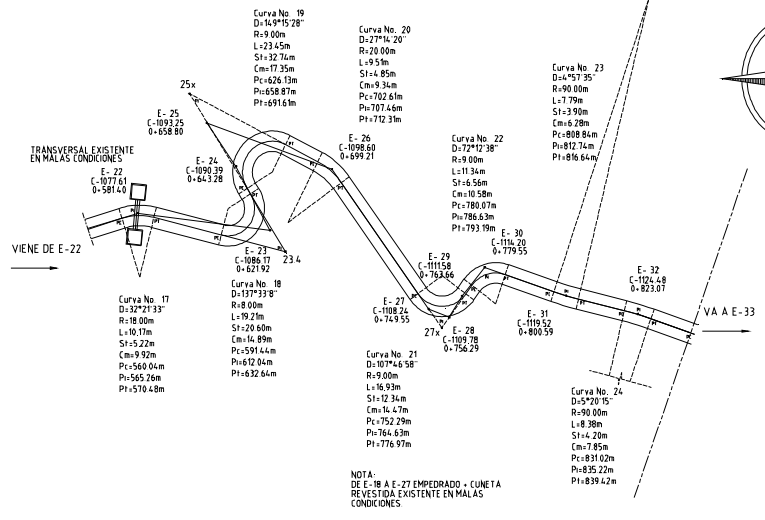 Curva No. 19
D=149°15'28"
R=9.00m
L=23.45m
St=32.74m
Cm=17.35m
Pc=626.13m
Pi=658.87m
Pt=691.61m
Curva No. 20
D=27°14'20"
R=20.00m
L=9.51m
St=4.85m
Cm=9.34m
Pc=702.61m
Pi=707.46m
Pt=712.31m
Curva No. 23
D=4°57'35"
R=90.00m
L=7.79m
St=3.90m
Cm=6.28m
Pc=808.84m
Pi=812.74m
Pt=816.64m
25x
E- 25
C-1093.25
0+658.80
E- 26
C-1098.60
0+699.21
Curva No. 22
D=72°12'38"
R=9.00m
L=11.34m
St=6.56m
Cm=10.58m
Pc=780.07m
Pi=786.63m
Pt=793.19m
TRANSVERSAL EXISTENTE
EN MALAS CONDICIONES
E- 24
C-1090.39
0+643.28
E- 22
C-1077.61
0+581.40
VIENE DE E-22
E- 23
C-1086.17
0+621.92
23.4
E- 30
C-1114.20
0+779.55
E- 29
C-1111.58
0+763.66
E- 32
C-1124.48
0+823.07
VA A E-33
Curva No. 17
D=32°21'33"
R=18.00m
L=10.17m
St=5.22m
Cm=9.92m
Pc=560.04m
Pi=565.26m
Pt=570.48m
Curva No. 18
D=137°33'8"
R=8.00m
L=19.21m
St=20.60m
Cm=14.89m
Pc=591.44m
Pi=612.04m
Pt=632.64m
E- 27
C-1108.24
0+749.55
27x
E- 28
C-1109.78
0+756.29
E- 31
C-1119.52
0+800.59
Curva No. 21
D=107°46'58"
R=9.00m
L=16.93m
St=12.34m
Cm=14.47m
Pc=752.29m
Pi=764.63m
Pt=776.97m
Curva No. 24
D=5°20'15"
R=90.00m
L=8.38m
St=4.20m
Cm=7.85m
Pc=831.02m
Pi=835.22m
Pt=839.42m
NOTA:
DE E-18 A E-27 EMPEDRADO + CUNETA
REVESTIDA EXISTENTE EN MALAS
CONDICIONES.